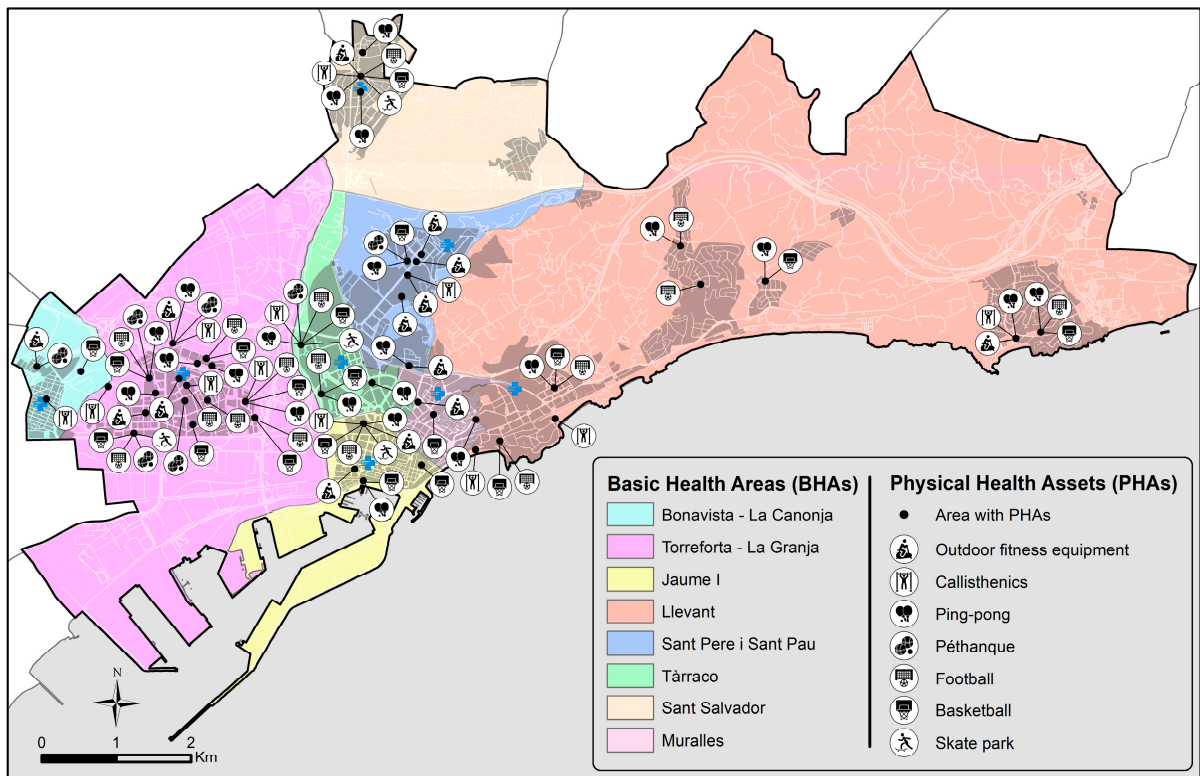 N
0 1 2
Km
Basic Health Areas (BHAs)
Bonavista - La Canonja
Torreforta - La Granja
Jaume I
Llevant
Sant Pere i Sant Pau
Tàrraco
Sant Salvador
Muralles
Physical Health Assets (PHAs)
Area with PHAs
Outdoor fitness equipment
Callisthenics
Ping-pong
Péthanque
Football
Basketball
Skate park